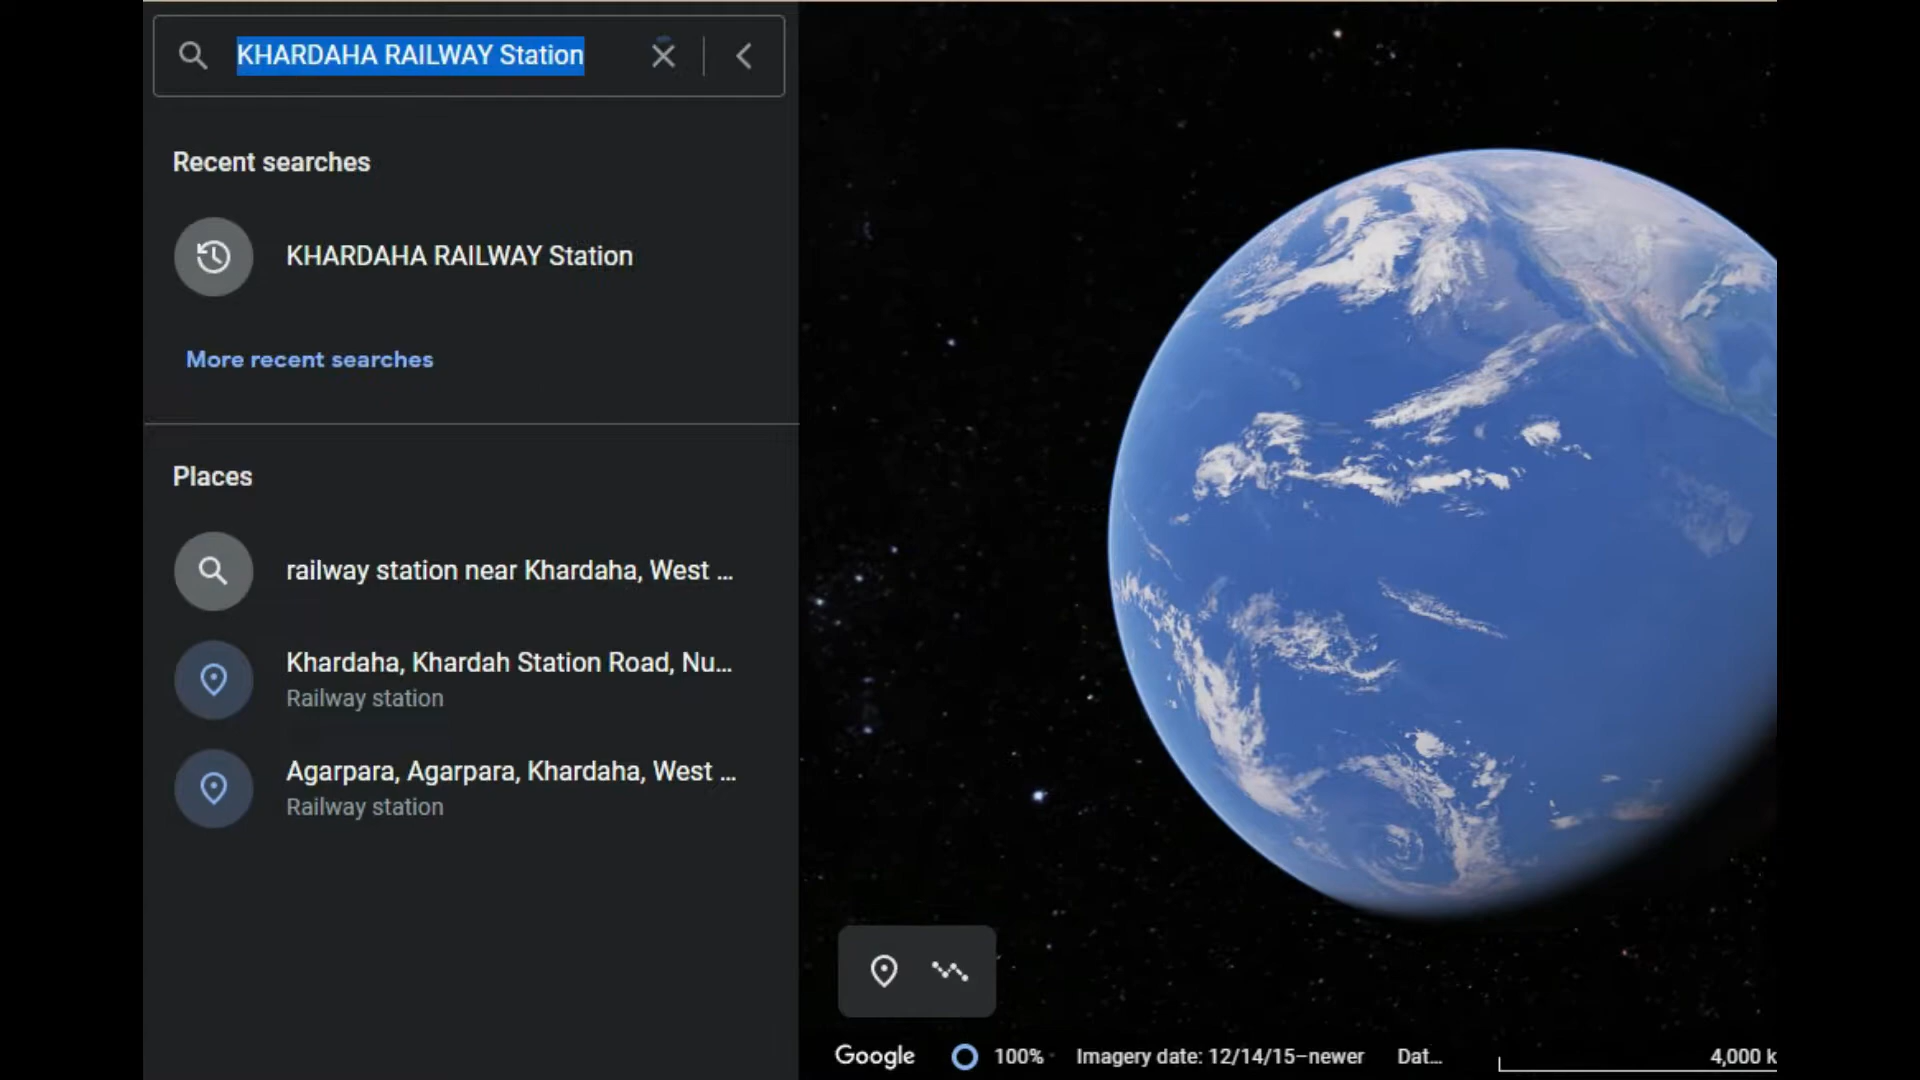 KHARDAHA RAILWAY Station
Recent searches
KHARDAHA RAILWAY Station
More recent searches
Places
railway station near Khardaha, West ...
Khardaha, Khardah Station Road, Nu...
Railway station
Agarpara, Agarpara, Khardaha, West ...
Railway station
Google 100% Imagery date: 12/14/15–newer Dat... 4,000 k